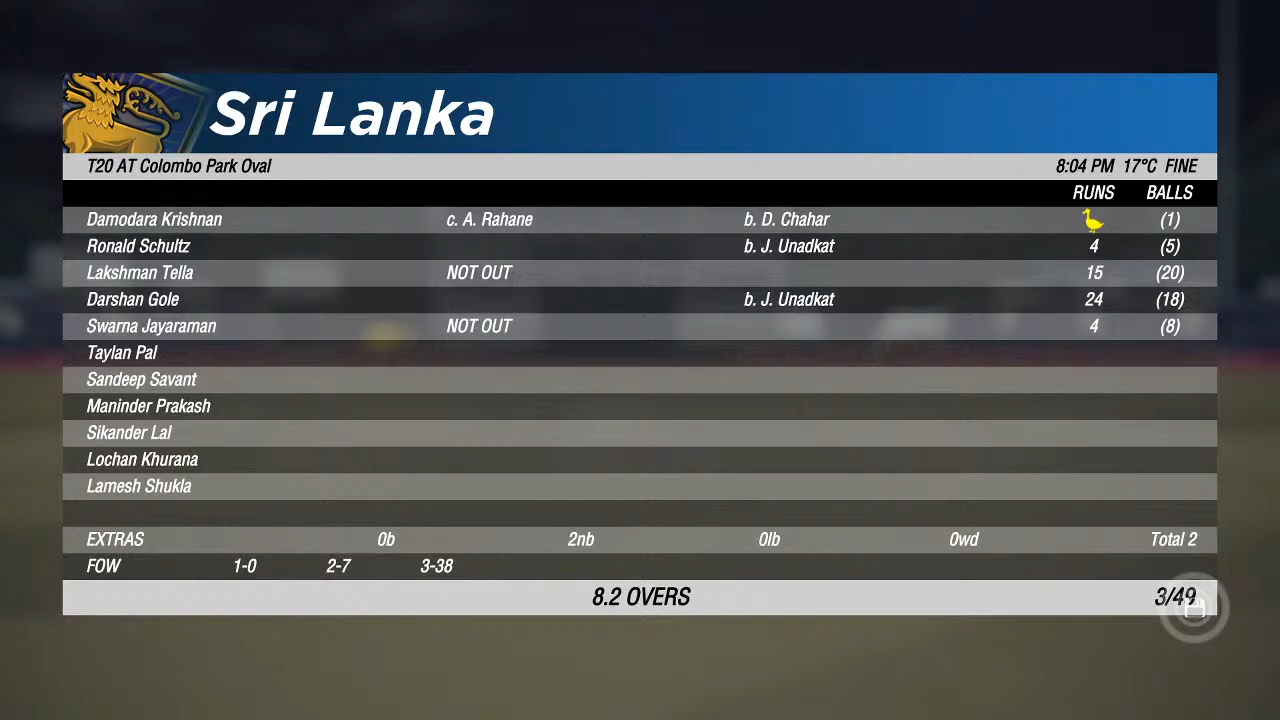 Sri Lanka
T20 AT Colombo Park Oval 8:04 PM 17°C FINE
RUNS BALLS
Damodara Krishnan c. A. Rahane b. D. Chahar (1)
Ronald Schultz b. J. Unadkat 4 (5)
Lakshman Tella NOT OUT 15 (20)
Darshan Gole b. J. Unadkat 24 (18)
Swarna Jayaraman NOT OUT 4 (8)
Taylan Pal
Sandeep Savant
Maninder Prakash
Sikander Lal
Lochan Khurana
Lamesh Shukla
EXTRAS 0b 2nb 0lb 0wd Total 2
FOW 1-0 2-7 3-38
8.2 OVERS 3/49